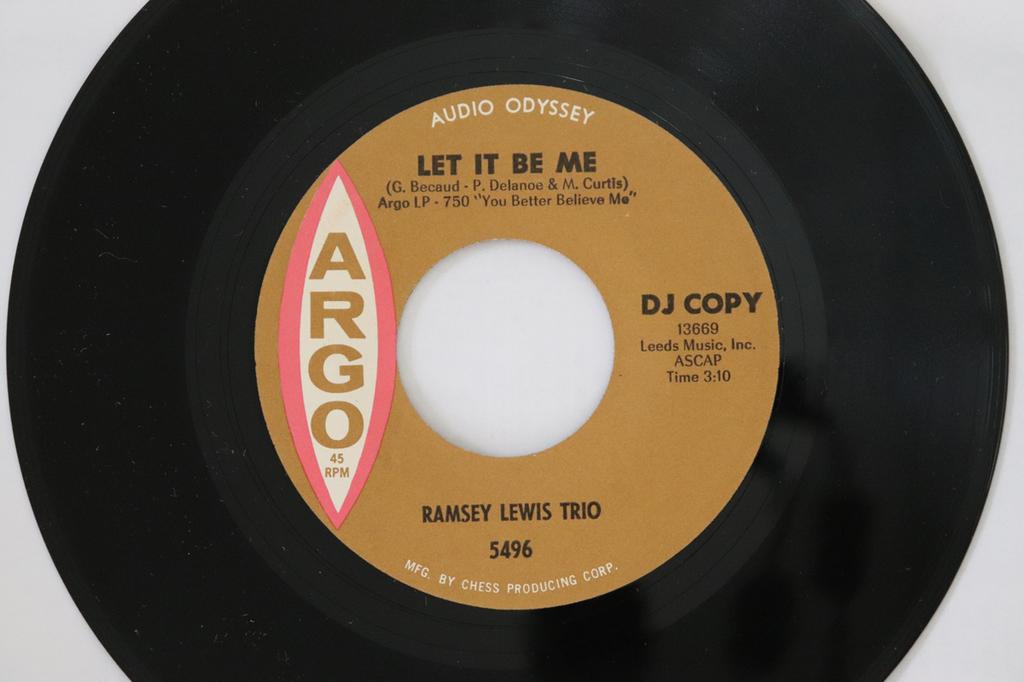 AUDIO ODYSSEY
LET IT BE ME
(G. Becaud - P. Delanoe & M. Curtis)
Argo LP - 750 "You Better Believe Me"
ARGO
45
RPM
DJ COPY
13669
Leeds Music, Inc.
ASCAP
Time 3:10
RAMSEY LEWIS TRIO
5496
MFG. BY CHESS PRODUCING CORP.